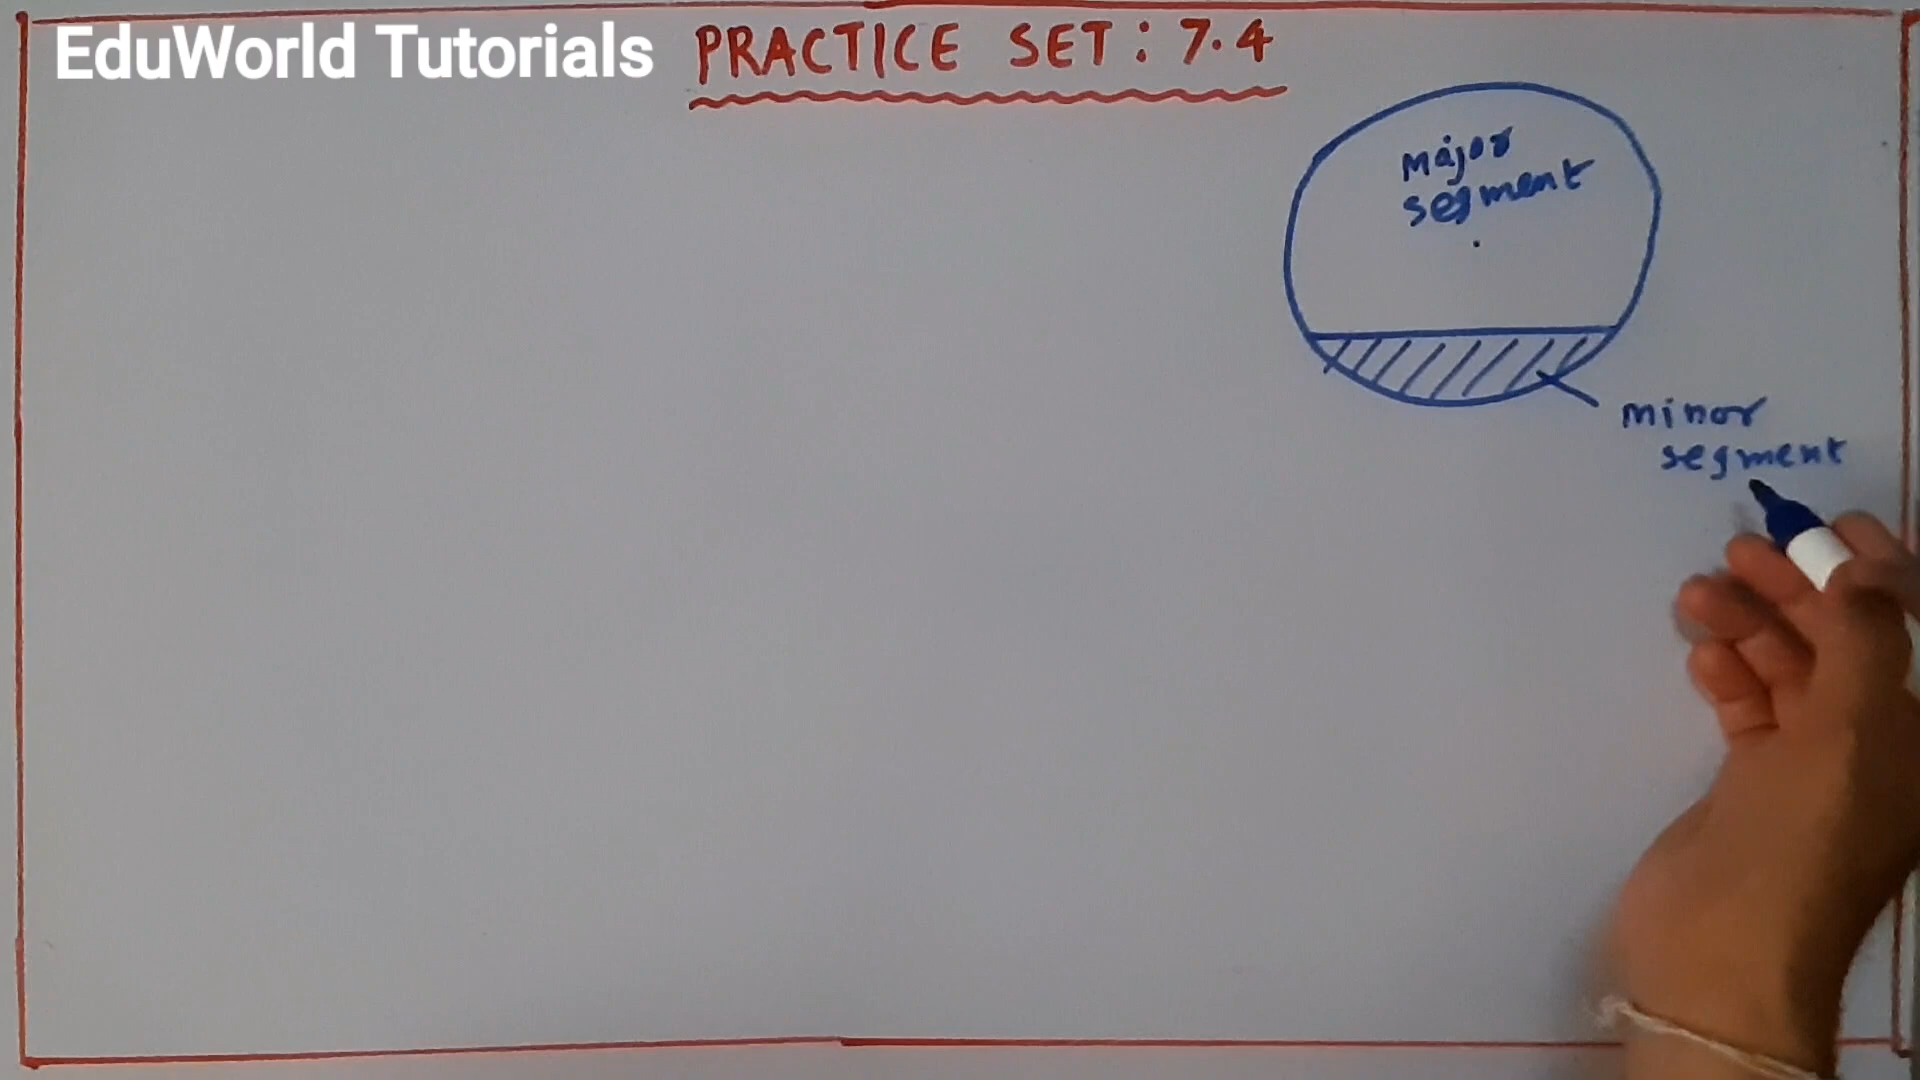 EduWorld Tutorials
PRACTICE SET: 7.4
Major
segment
minor
segment